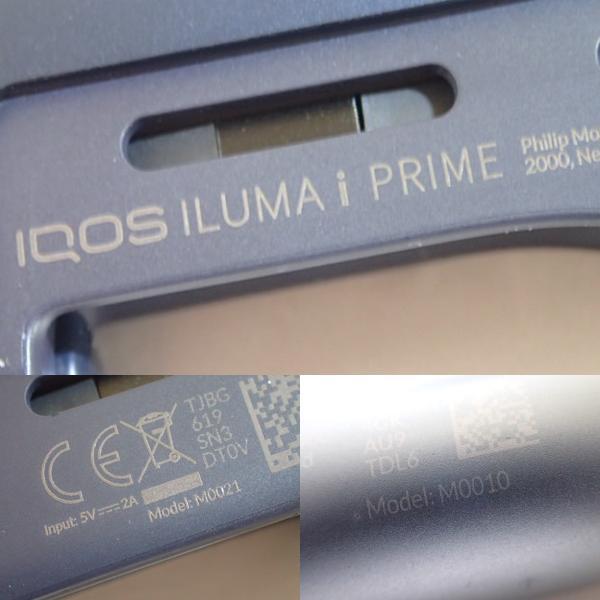 IQOS ILUMA i PRIME
Philip Mo
2000, Ne
TJBG
619
SN3
DT0V
CE
Input: 5V 2A
Model: M0021
AU9
TDL6
Model: M0010